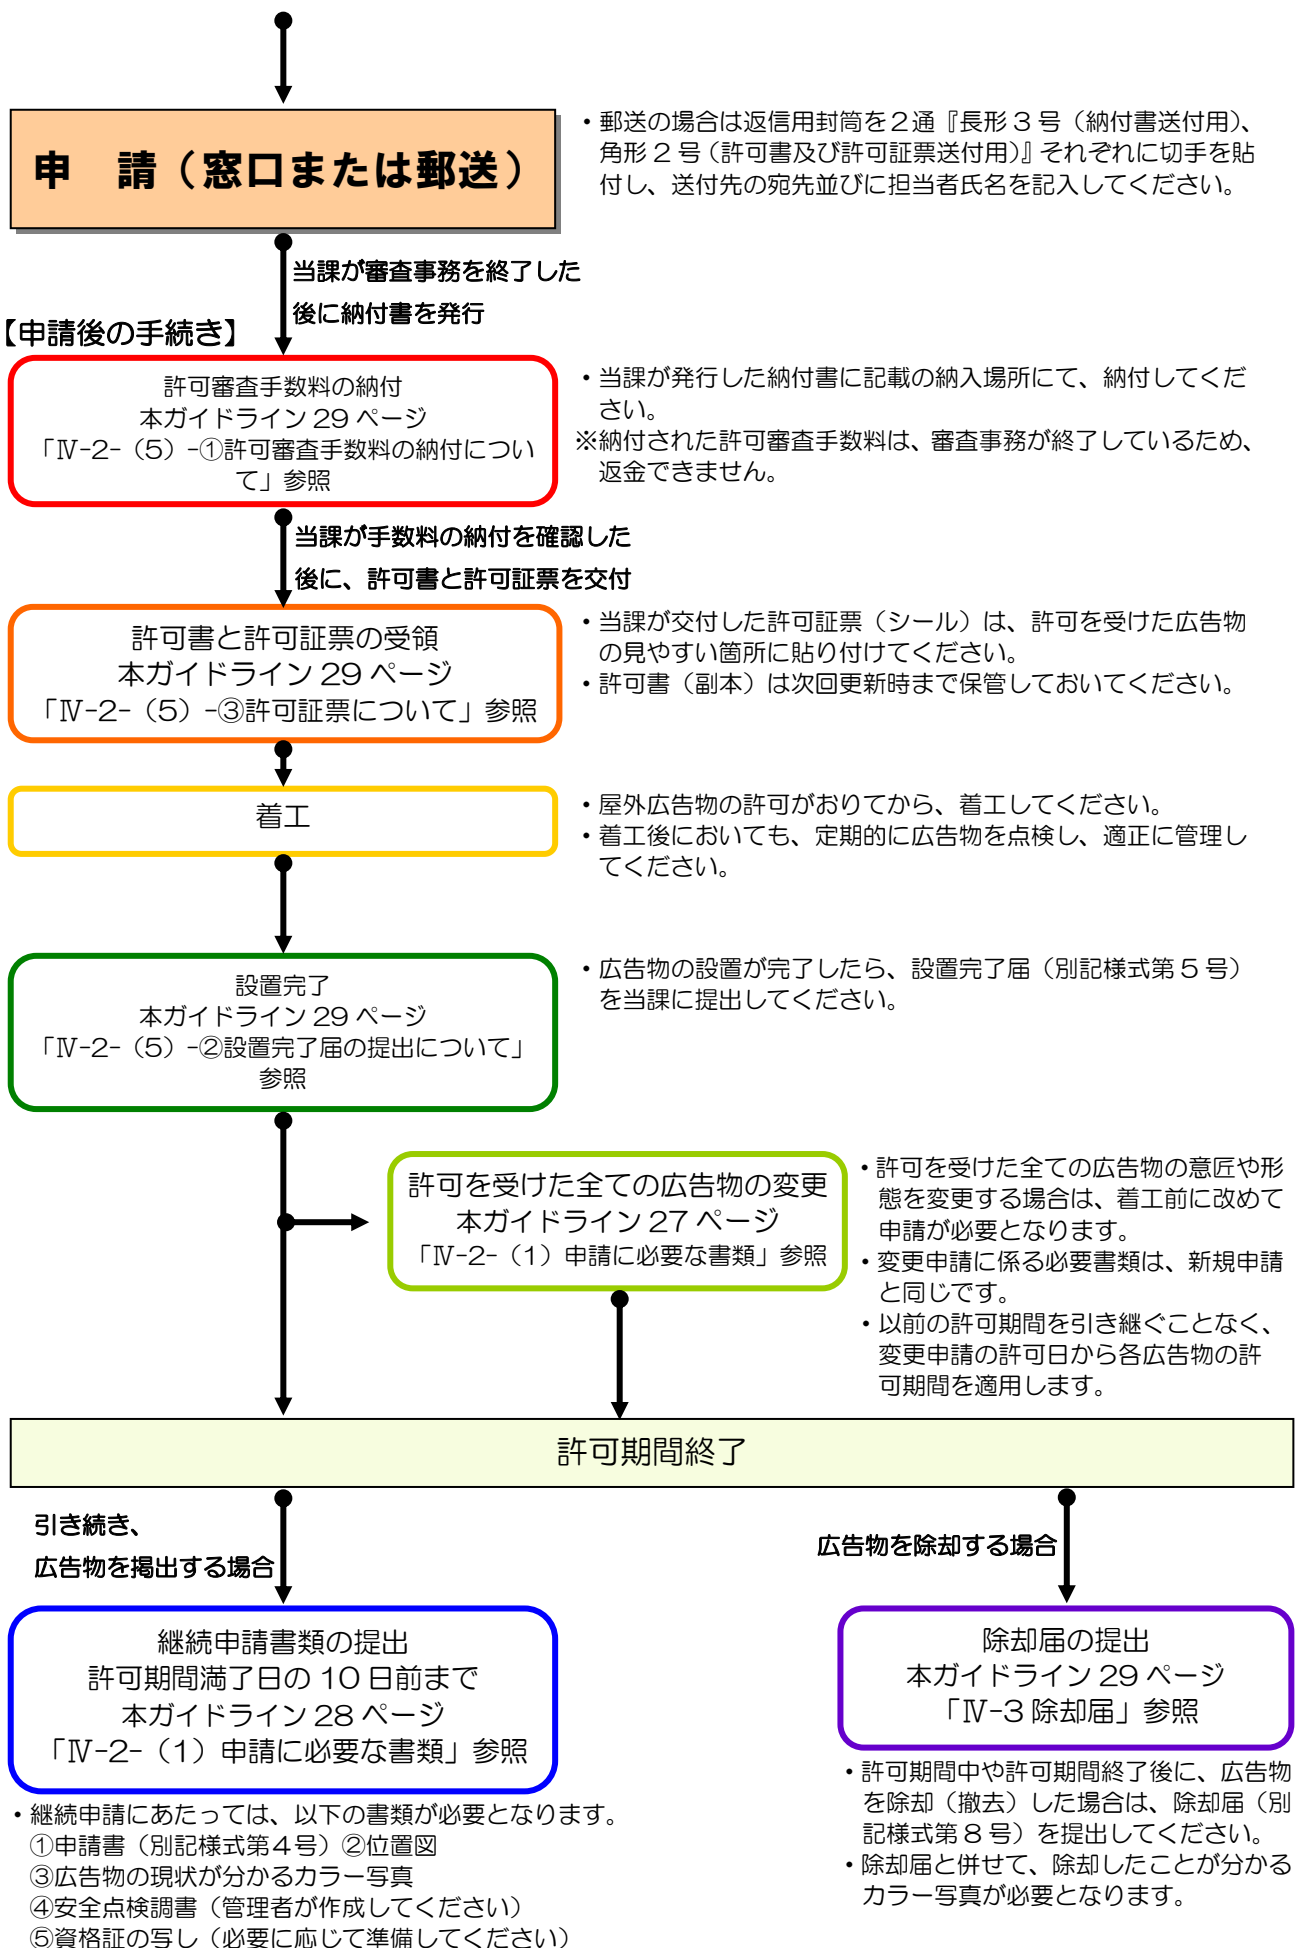 申　請（窓口または郵送）
・郵送の場合は返信用封筒を２通『長形３号（納付書送付用）、
角形２号（許可書及び許可証票送付用）』それぞれに切手を貼
付し、送付先の宛先並びに担当者氏名を記入してください。
当課が審査事務を終了した
後に納付書を発行
【申請後の手続き】
許可審査手数料の納付
本ガイドライン 29 ページ
「Ⅳ-2-（5）-①許可審査手数料の納付につい
て」参照
・当課が発行した納付書に記載の納入場所にて、納付してくだ
さい。
※納付された許可審査手数料は、審査事務が終了しているため、
返金できません。
当課が手数料の納付を確認した
後に、許可書と許可証票を交付
許可書と許可証票の受領
本ガイドライン 29 ページ
「Ⅳ-2-（5）-③許可証票について」参照
・当課が交付した許可証票（シール）は、許可を受けた広告物
の見やすい箇所に貼り付けてください。
・許可書（副本）は次回更新時まで保管しておいてください。
着工
・屋外広告物の許可がおりてから、着工してください。
・着工後においても、定期的に広告物を点検し、適正に管理し
てください。
設置完了
本ガイドライン 29 ページ
「Ⅳ-2-（5）-②設置完了届の提出について」
参照
・広告物の設置が完了したら、設置完了届（別記様式第５号）
を当課に提出してください。
許可を受けた全ての広告物の変更
本ガイドライン 27 ページ
「Ⅳ-2-（1）申請に必要な書類」参照
・許可を受けた全ての広告物の意匠や形
態を変更する場合は、着工前に改めて
申請が必要となります。
・変更申請に係る必要書類は、新規申請
と同じです。
・以前の許可期間を引き継ぐことなく、
変更申請の許可日から各広告物の許
可期間を適用します。
許可期間終了
引き続き、
広告物を掲出する場合
広告物を除却する場合
継続申請書類の提出
許可期間満了日の 10 日前まで
本ガイドライン 28 ページ
「Ⅳ-2-（1）申請に必要な書類」参照
除却届の提出
本ガイドライン 29 ページ
「Ⅳ-3 除却届」参照
・継続申請にあたっては、以下の書類が必要となります。
①申請書（別記様式第４号）②位置図
③広告物の現状が分かるカラー写真
④安全点検調書（管理者が作成してください）
⑤資格証の写し（必要に応じて準備してください）
・許可期間中や許可期間終了後に、広告物
を除却（撤去）した場合は、除却届（別
記様式第８号）を提出してください。
・除却届と併せて、除却したことが分かる
カラー写真が必要となります。